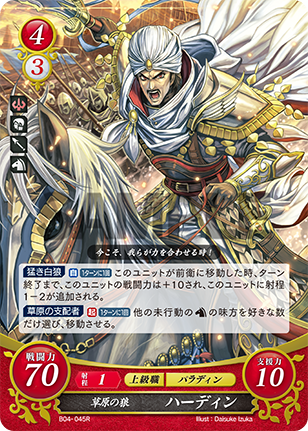 4
3
今こそ、我らが力を合わせる時!
猛き白狼 自 1ターンに1回 このユニットが前衛に移動した時、ターン
終了まで、このユニットの戦闘力は+10され、このユニットに射程
1-2が追加される。
草原の支配者 起 1ターンに1回 他の未行動の の味方を好きな数
だけ選び、移動させる。
戦闘力
70
射程 1 上級職 パラディン
支援力
10
草原の狼 ハーディン
B04-045R Illust : Daisuke Izuka